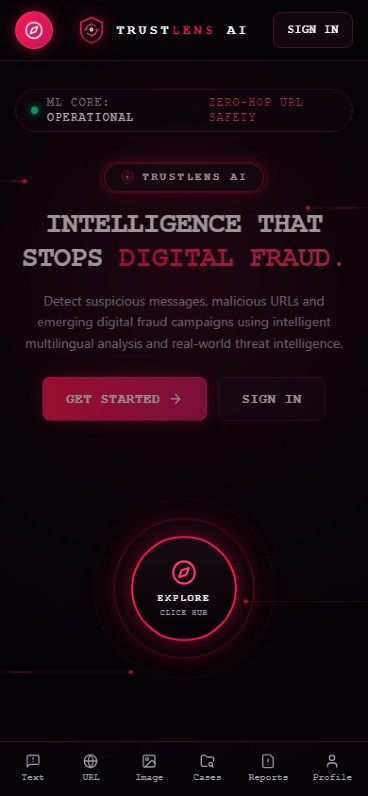 TRUSTLENS AI
SIGN IN
ML CORE: OPERATIONAL
ZERO-HOP URL SAFETY
TRUSTLENS AI
INTELLIGENCE THAT
STOPS DIGITAL FRAUD.
Detect suspicious messages, malicious URLs and
emerging digital fraud campaigns using intelligent
multilingual analysis and real-world threat intelligence.
GET STARTED →
SIGN IN
EXPLORE
CLICK HUB
Text
URL
Image
Cases
Reports
Profile